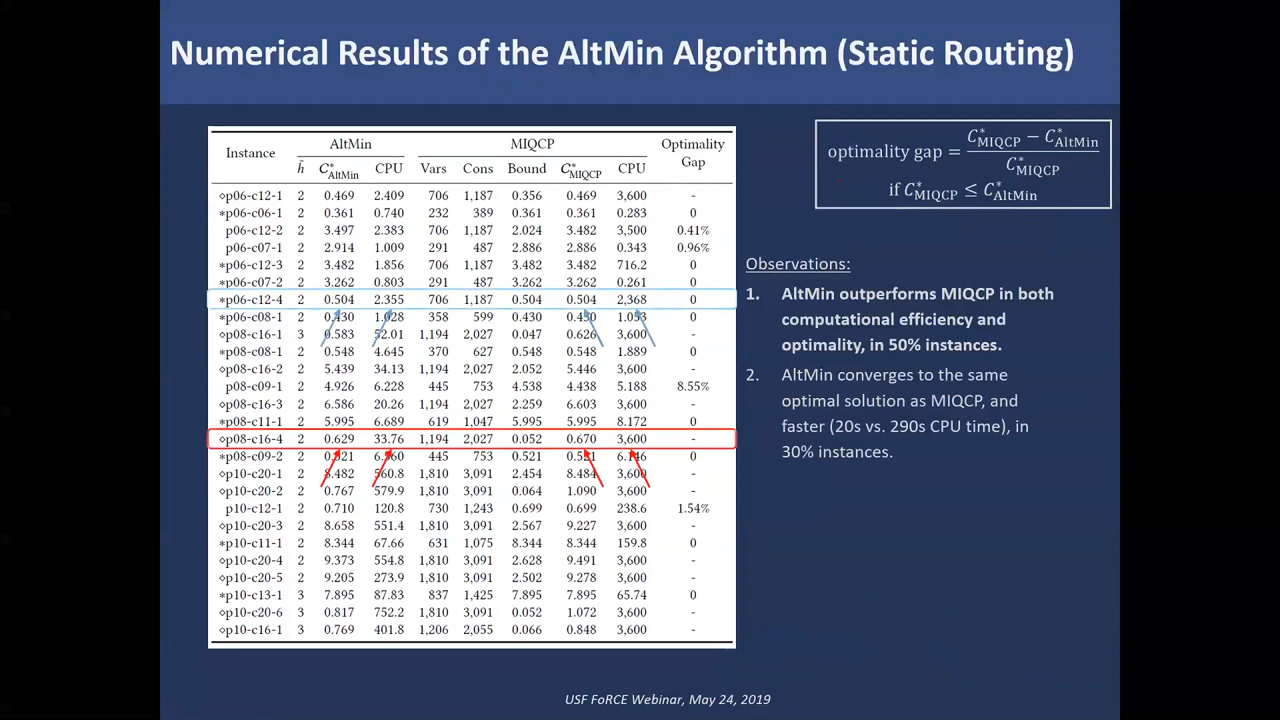 Numerical Results of the AltMin Algorithm (Static Routing)
Instance AltMin MIQCP Optimality Gap
h̄ C*AltMin CPU Vars Cons Bound C*MIQCP CPU
⋄p06-c12-1 2 0.469 2.409 706 1,187 0.356 0.469 3,600 -
∗p06-c06-1 2 0.361 0.740 232 389 0.361 0.361 0.283 0
p06-c12-2 2 3.497 2.383 706 1,187 2.024 3.482 3,500 0.41%
p06-c07-1 2 2.914 1.009 291 487 2.886 2.886 0.343 0.96%
∗p06-c12-3 2 3.482 1.856 706 1,187 3.482 3.482 716.2 0
∗p06-c07-2 2 3.262 0.803 291 487 3.262 3.262 0.261 0
∗p06-c12-4 2 0.504 2.355 706 1,187 0.504 0.504 2,368 0
∗p06-c08-1 2 0.430 1.028 358 599 0.430 0.430 1.053 0
⋄p08-c16-1 3 0.583 52.01 1,194 2,027 0.047 0.626 3,600 -
∗p08-c08-1 2 0.548 4.645 370 627 0.548 0.548 1.889 0
⋄p08-c16-2 2 5.439 34.13 1,194 2,027 2.052 5.446 3,600 -
p08-c09-1 2 4.926 6.228 445 753 4.538 4.438 5.188 8.55%
⋄p08-c16-3 2 6.586 20.26 1,194 2,027 2.259 6.603 3,600 -
∗p08-c11-1 2 5.995 6.689 619 1,047 5.995 5.995 8.172 0
⋄p08-c16-4 2 0.629 33.76 1,194 2,027 0.052 0.670 3,600 -
∗p08-c09-2 2 0.521 6.560 445 753 0.521 0.521 6.146 0
⋄p10-c20-1 2 8.482 560.8 1,810 3,091 2.454 8.484 3,600 -
⋄p10-c20-2 2 0.767 579.9 1,810 3,091 0.064 1.090 3,600 -
p10-c12-1 2 0.710 120.8 730 1,243 0.699 0.699 238.6 1.54%
⋄p10-c20-3 2 8.658 551.4 1,810 3,091 2.567 9.227 3,600 -
∗p10-c11-1 2 8.344 67.66 631 1,075 8.344 8.344 159.8 0
⋄p10-c20-4 2 9.373 554.8 1,810 3,091 2.628 9.491 3,600 -
⋄p10-c20-5 2 9.205 273.9 1,810 3,091 2.502 9.278 3,600 -
∗p10-c13-1 2 7.895 87.83 837 1,425 7.895 7.895 65.74 0
⋄p10-c20-6 3 0.817 752.2 1,810 3,091 0.052 1.072 3,600 -
⋄p10-c16-1 3 0.769 401.8 1,206 2,055 0.066 0.848 3,600 -
optimality gap = (C*MIQCP − C*AltMin) / C*MIQCP
if C*MIQCP ≤ C*AltMin
Observations:
1. AltMin outperforms MIQCP in both
computational efficiency and
optimality, in 50% instances.
2. AltMin converges to the same
optimal solution as MIQCP, and
faster (20s vs. 290s CPU time), in
30% instances.
USF FoRCE Webinar, May 24, 2019